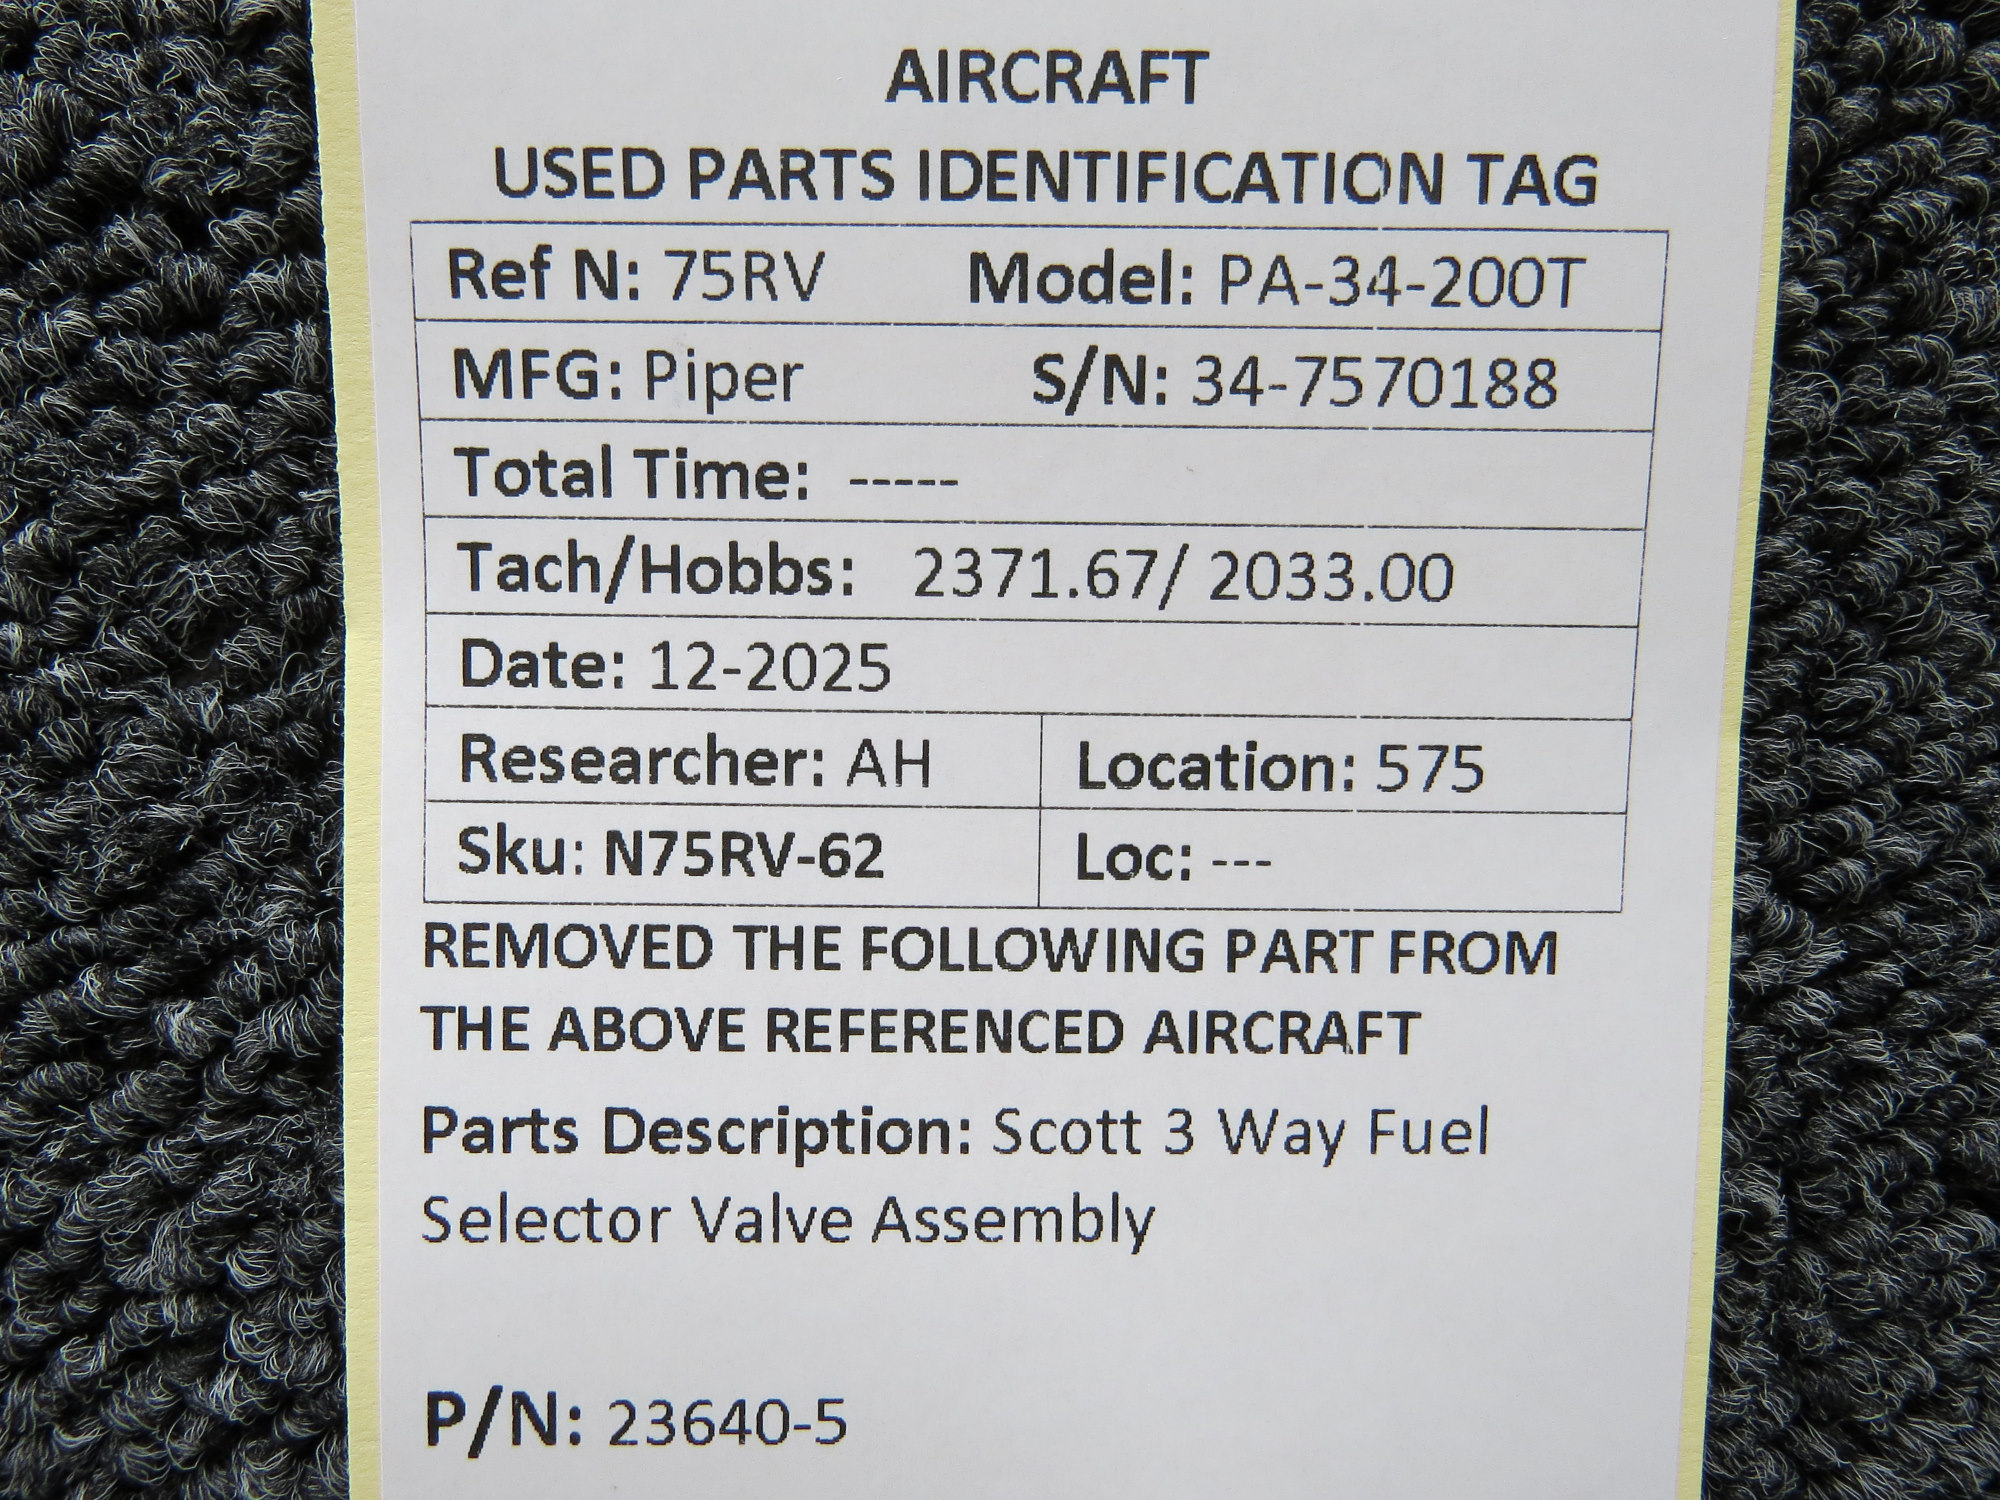 AIRCRAFT
USED PARTS IDENTIFICATION TAG
Ref N: 75RV Model: PA-34-200T
MFG: Piper S/N: 34-7570188
Total Time: -----
Tach/Hobbs: 2371.67/ 2033.00
Date: 12-2025
Researcher: AH Location: 575
Sku: N75RV-62 Loc: ---
REMOVED THE FOLLOWING PART FROM
THE ABOVE REFERENCED AIRCRAFT
Parts Description: Scott 3 Way Fuel
Selector Valve Assembly
P/N: 23640-5